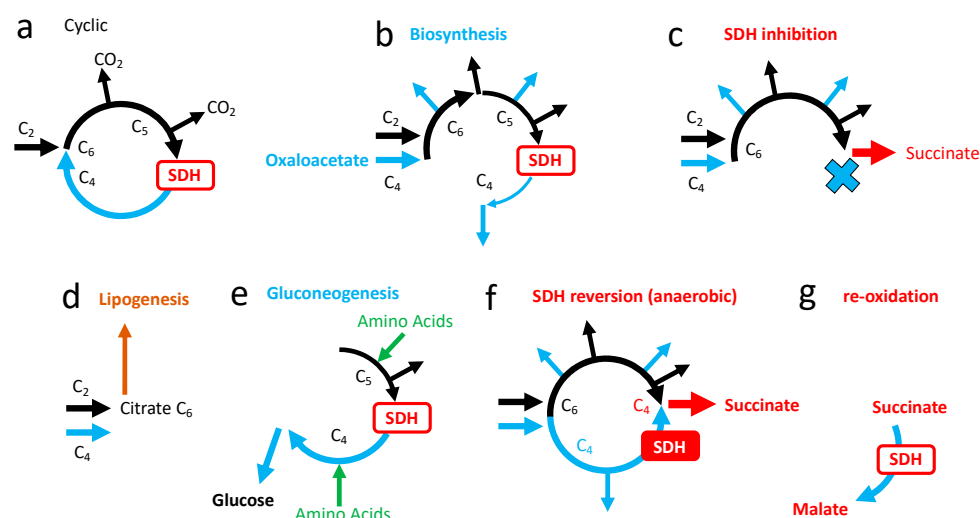 a
Cyclic
CO₂
CO₂
C₂
C₅
C₆
C₄
SDH
b
Biosynthesis
C₂
C₆
C₅
Oxaloacetate
C₄
C₄
SDH
c
SDH inhibition
C₂
C₄
C₆
Succinate
d
Lipogenesis
C₂
Citrate C₆
C₄
e
Gluconeogenesis
Amino Acids
C₅
SDH
C₄
Glucose
Amino Acids
f
SDH reversion (anaerobic)
C₆
C₄
Succinate
C₄
SDH
g
re-oxidation
Succinate
SDH
Malate